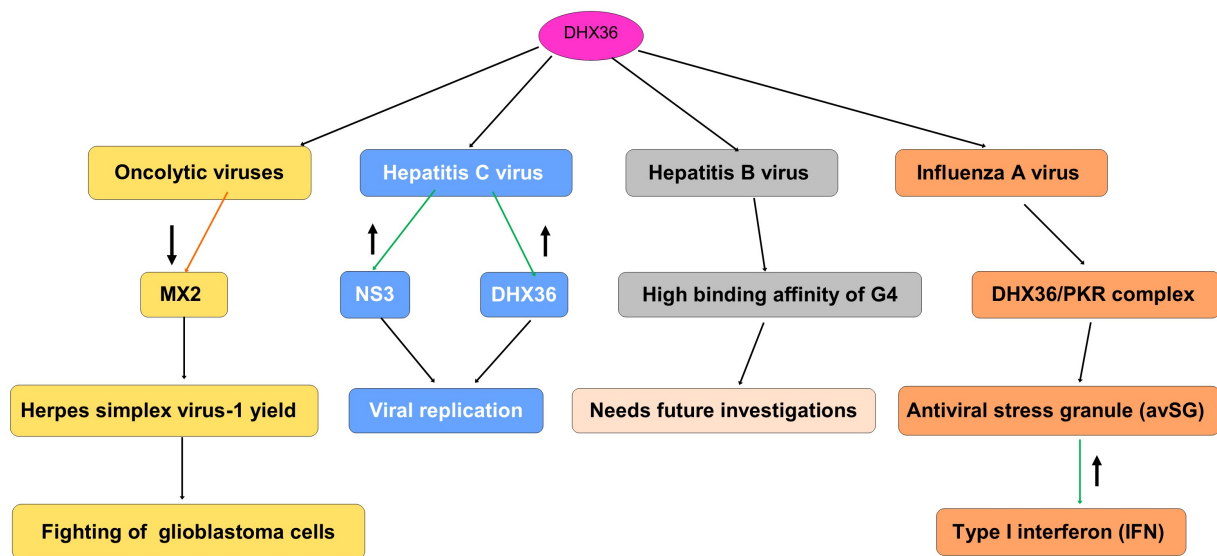 DHX36
Oncolytic viruses
Hepatitis C virus
Hepatitis B virus
Influenza A virus
MX2
NS3
DHX36
High binding affinity of G4
DHX36/PKR complex
Herpes simplex virus-1 yield
Viral replication
Needs future investigations
Antiviral stress granule (avSG)
Fighting of glioblastoma cells
Type I interferon (IFN)